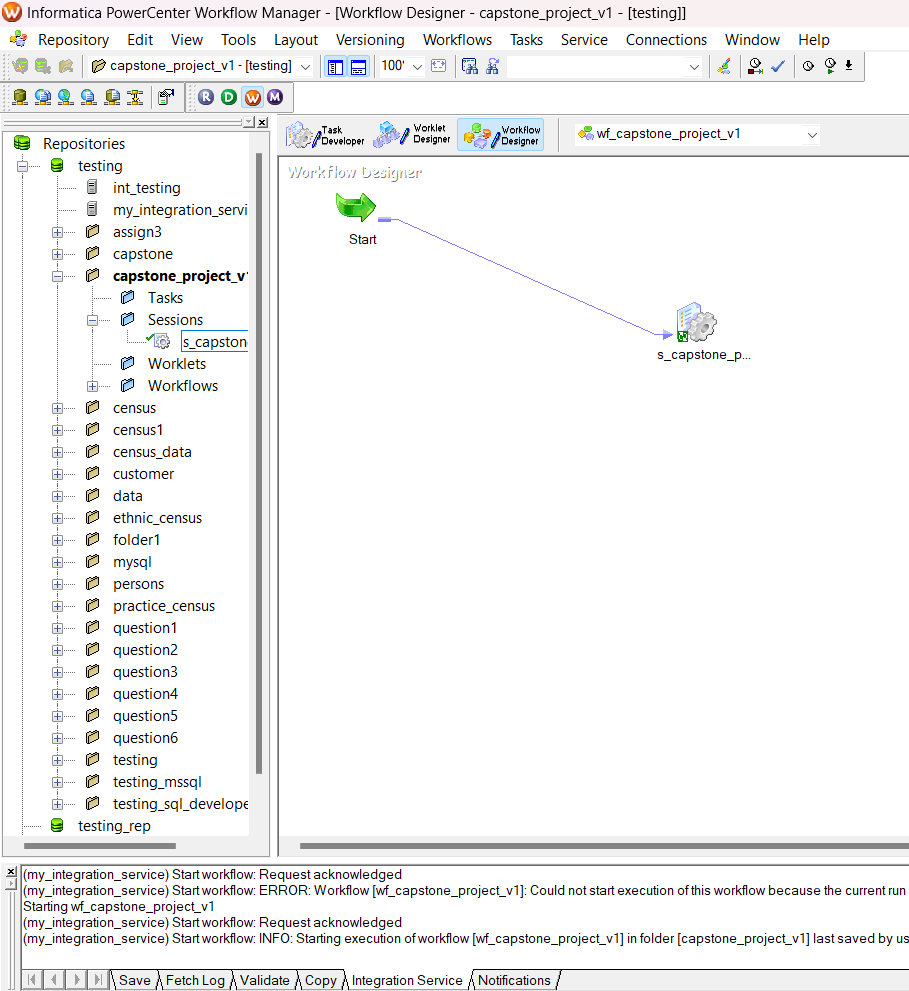 Informatica PowerCenter Workflow Manager - [Workflow Designer - capstone_project_v1 - [testing]]
Repository Edit View Tools Layout Versioning Workflows Tasks Service Connections Window Help
capstone_project_v1 - [testing] 100'
R D W M
Task Developer
Worklet Designer
Workflow Designer
wf_capstone_project_v1
Repositories
testing
int_testing
my_integration_servi
assign3
capstone
capstone_project_v1
Tasks
Sessions
s_capstone
Worklets
Workflows
census
census1
census_data
customer
data
ethnic_census
folder1
mysql
persons
practice_census
question1
question2
question3
question4
question5
question6
testing
testing_mssql
testing_sql_develope
testing_rep
Workflow Designer
Start
s_capstone_p...
(my_integration_service) Start workflow: Request acknowledged
(my_integration_service) Start workflow: ERROR: Workflow [wf_capstone_project_v1]: Could not start execution of this workflow because the current run
Starting wf_capstone_project_v1
(my_integration_service) Start workflow: Request acknowledged
(my_integration_service) Start workflow: INFO: Starting execution of workflow [wf_capstone_project_v1] in folder [capstone_project_v1] last saved by us
Save Fetch Log Validate Copy Integration Service Notifications